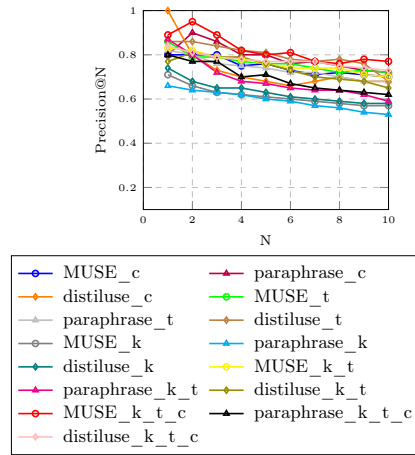 1
0.8
0.6
0.4
0.2
Precision@N
0 2 4 6 8 10
N
MUSE_c paraphrase_c
distiluse_c MUSE_t
paraphrase_t distiluse_t
MUSE_k paraphrase_k
distiluse_k MUSE_k_t
paraphrase_k_t distiluse_k_t
MUSE_k_t_c paraphrase_k_t_c
distiluse_k_t_c